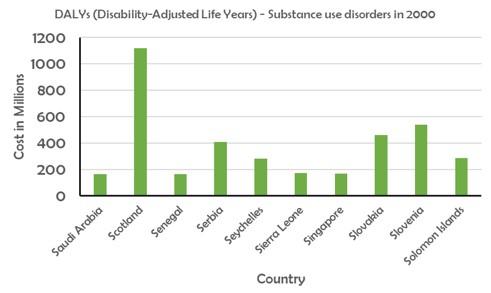 DALYs (Disability-Adjusted Life Years) - Substance use disorders in 2000
1200
1000
800
600
400
200
0
Cost in Millions
Saudi Arabia
Scotland
Senegal
Serbia
Seychelles
Sierra Leone
Singapore
Slovakia
Slovenia
Solomon Islands
Country